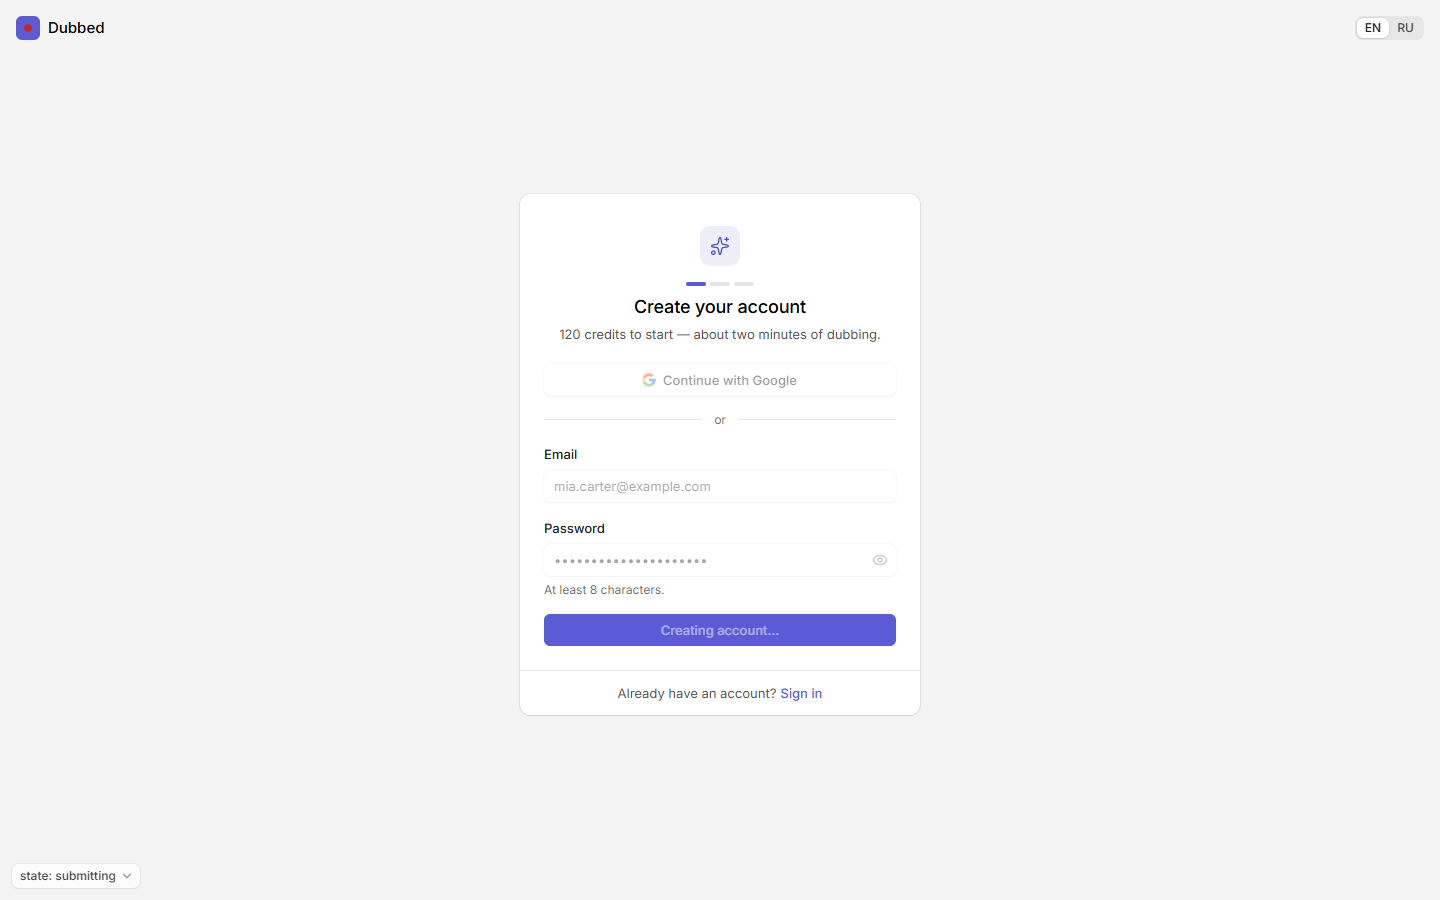 Dubbed
EN RU
Create your account
120 credits to start — about two minutes of dubbing.
Continue with Google
or
Email
mia.carter@example.com
Password
••••••••••••••••••••
At least 8 characters.
Creating account...
Already have an account? Sign in
state: submitting